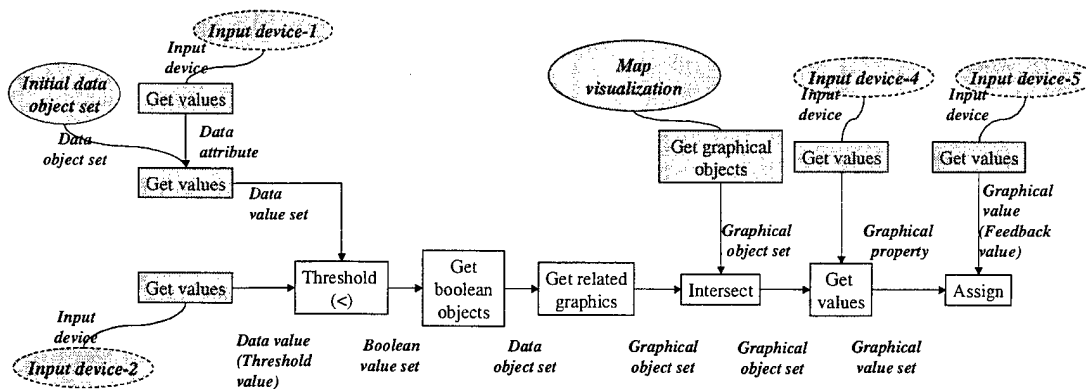 Input device-1
Input
device
Initial data
object set
Get values
Data
object set
Data
attribute
Get values
Data
value set
Map
visualization
Get graphical
objects
Graphical
object set
Input device-4
Input
device
Get values
Graphical
property
Input device-5
Input
device
Get values
Graphical
value
(Feedback
value)
Get values
Threshold
(<)
Get
boolean
objects
Get related
graphics
Intersect
Get
values
Assign
Input
device
Input device-2
Data value
(Threshold
value)
Boolean
value set
Data
object set
Graphical
object set
Graphical
object set
Graphical
value set